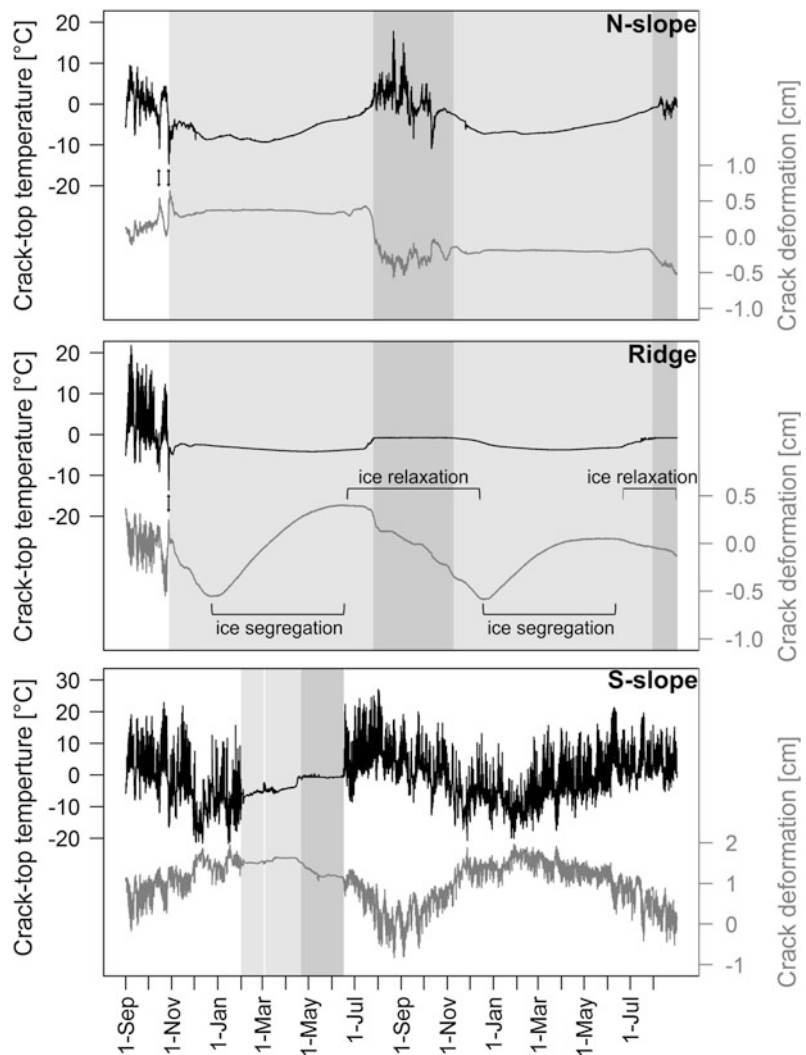 N-slope
Crack-top temperature [°C]
20
10
0
-10
-20
1.0
0.5
0.0
-0.5
-1.0
Crack deformation [cm]
Ridge
Crack-top temperature [°C]
20
10
0
-10
-20
ice relaxation
ice relaxation
ice segregation
ice segregation
0.5
0.0
-0.5
-1.0
Crack deformation [cm]
S-slope
Crack-top temperture [°C]
30
20
10
0
-10
-20
2
1
0
-1
Crack deformation [cm]
1-Sep
1-Nov
1-Jan
1-Mar
1-May
1-Jul
1-Sep
1-Nov
1-Jan
1-Mar
1-May
1-Jul